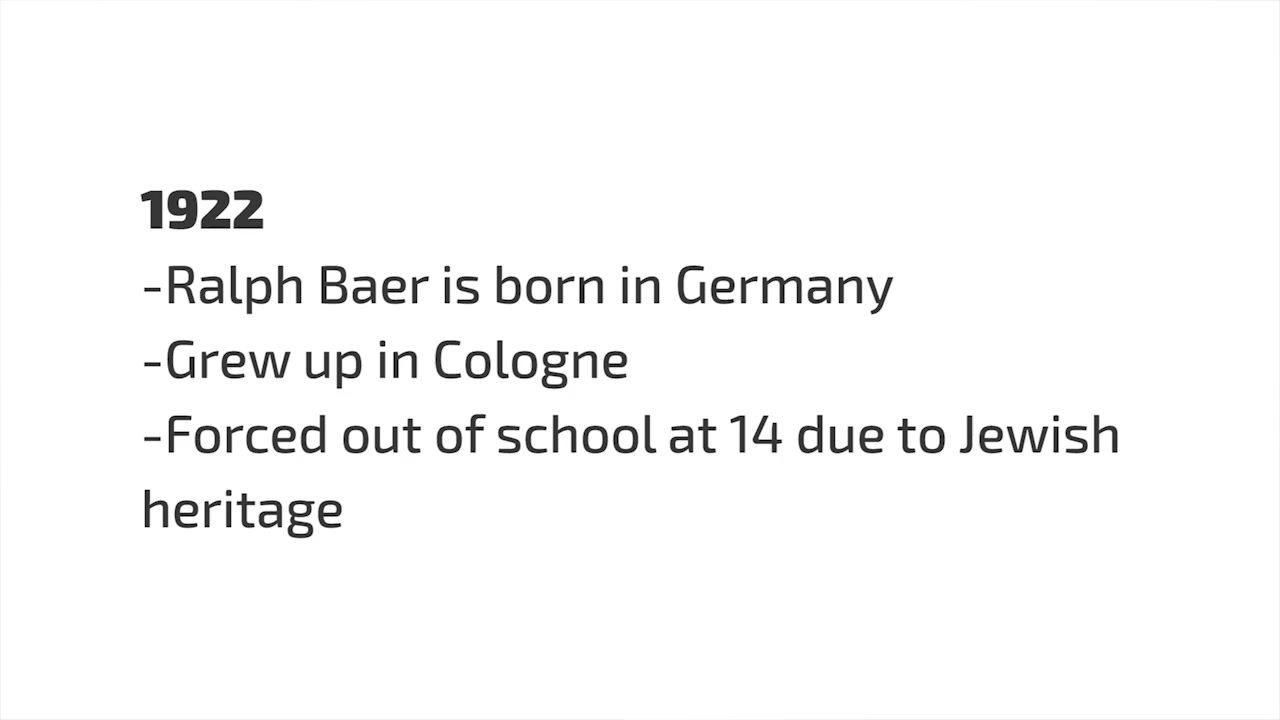 1922
-Ralph Baer is born in Germany
-Grew up in Cologne
-Forced out of school at 14 due to Jewish
heritage